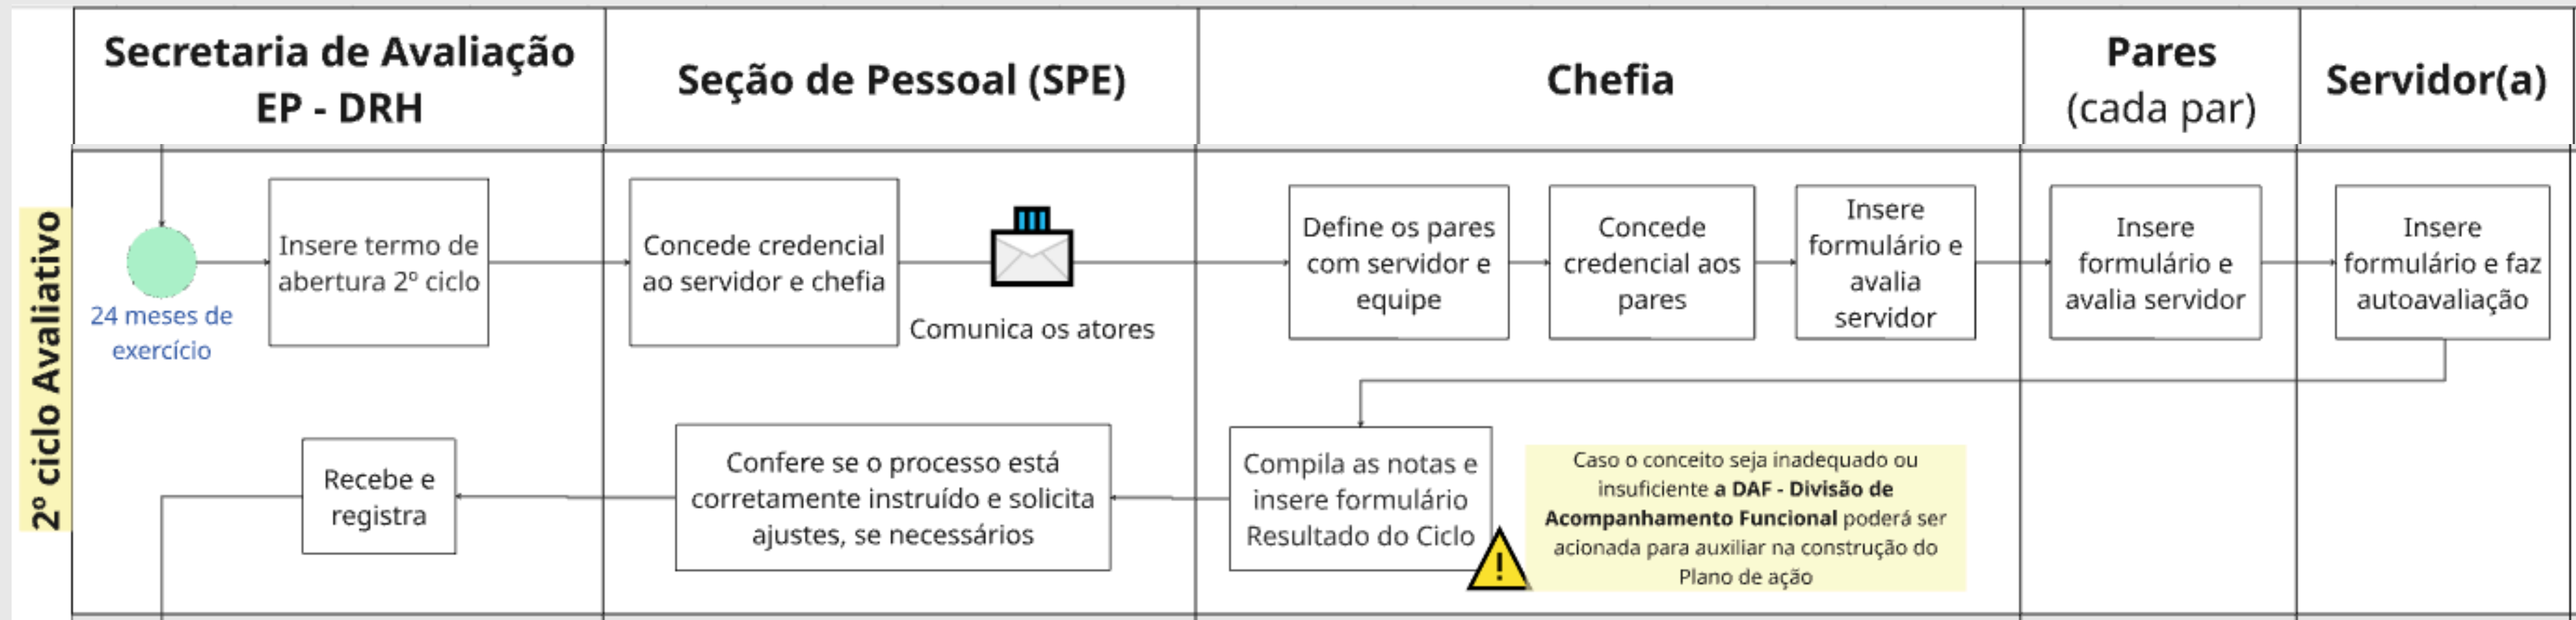 Secretaria de Avaliação
EP - DRH
Seção de Pessoal (SPE)
Chefia
Pares
(cada par)
Servidor(a)
2º ciclo Avaliativo
24 meses de
exercício
Insere termo de
abertura 2º ciclo
Concede credencial
ao servidor e chefia
Comunica os atores
Define os pares
com servidor e
equipe
Concede
credencial aos
pares
Insere
formulário e
avalia
servidor
Insere
formulário e
avalia servidor
Insere
formulário e faz
autoavaliação
Recebe e
registra
Confere se o processo está
corretamente instruído e solicita
ajustes, se necessários
Compila as notas e
insere formulário
Resultado do Ciclo
!
Caso o conceito seja inadequado ou
insuficiente a DAF - Divisão de
Acompanhamento Funcional poderá ser
acionada para auxiliar na construção do
Plano de ação